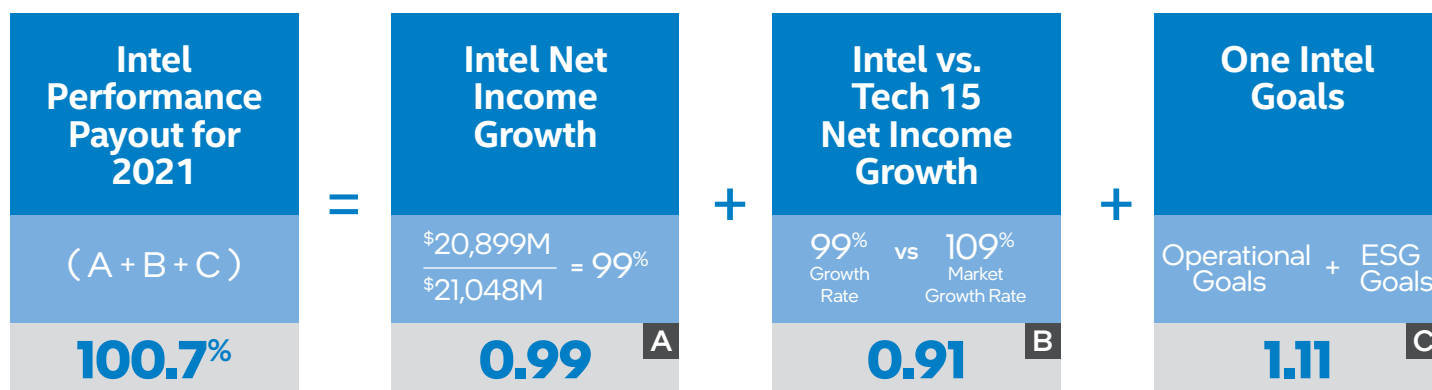 Intel
Performance
Payout for
2021
(A+B+C)
100.7%
=
Intel Net
Income
Growth
$20,899M
$21,048M
= 99%
0.99
A
+
Intel vs.
Tech 15
Net Income
Growth
99% vs 109%
Growth Rate
Market Growth Rate
0.91
B
+
One Intel
Goals
Operational Goals + ESG Goals
1.11
C